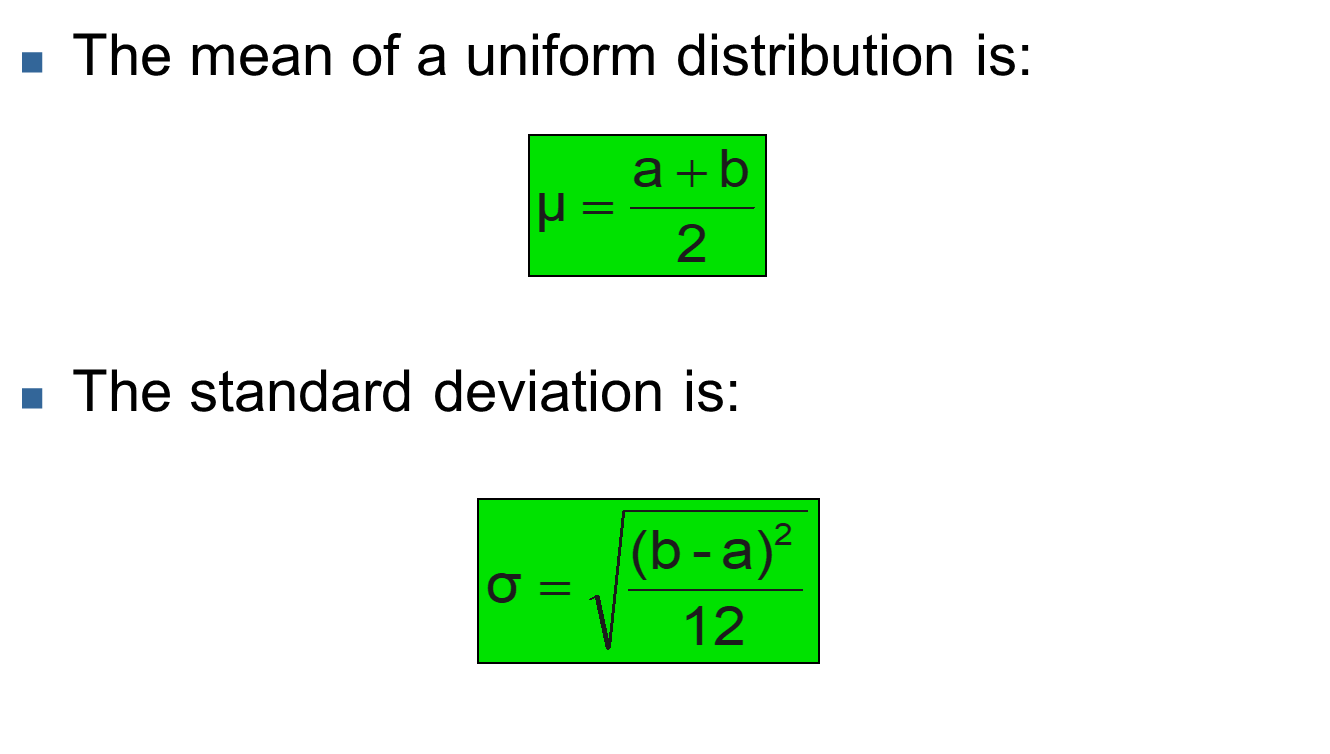 The mean of a uniform distribution is:
μ = a + b / 2
The standard deviation is:
σ = √((b - a)² / 12)